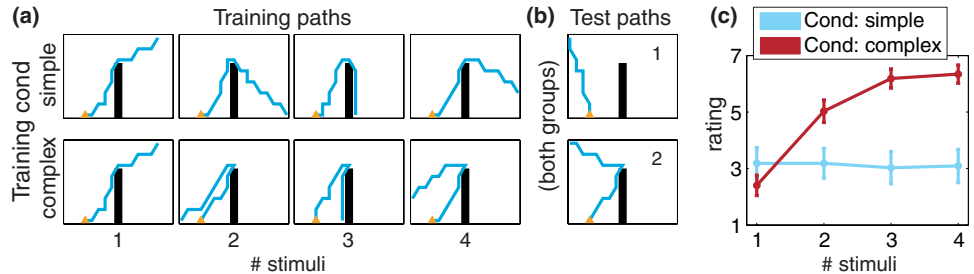 (a)
Training paths
Training cond
simple
complex
1
2
3
4
# stimuli
(b)
Test paths
(both groups)
1
2
(c)
Cond: simple
Cond: complex
rating
7
5
3
1
1
2
3
4
# stimuli